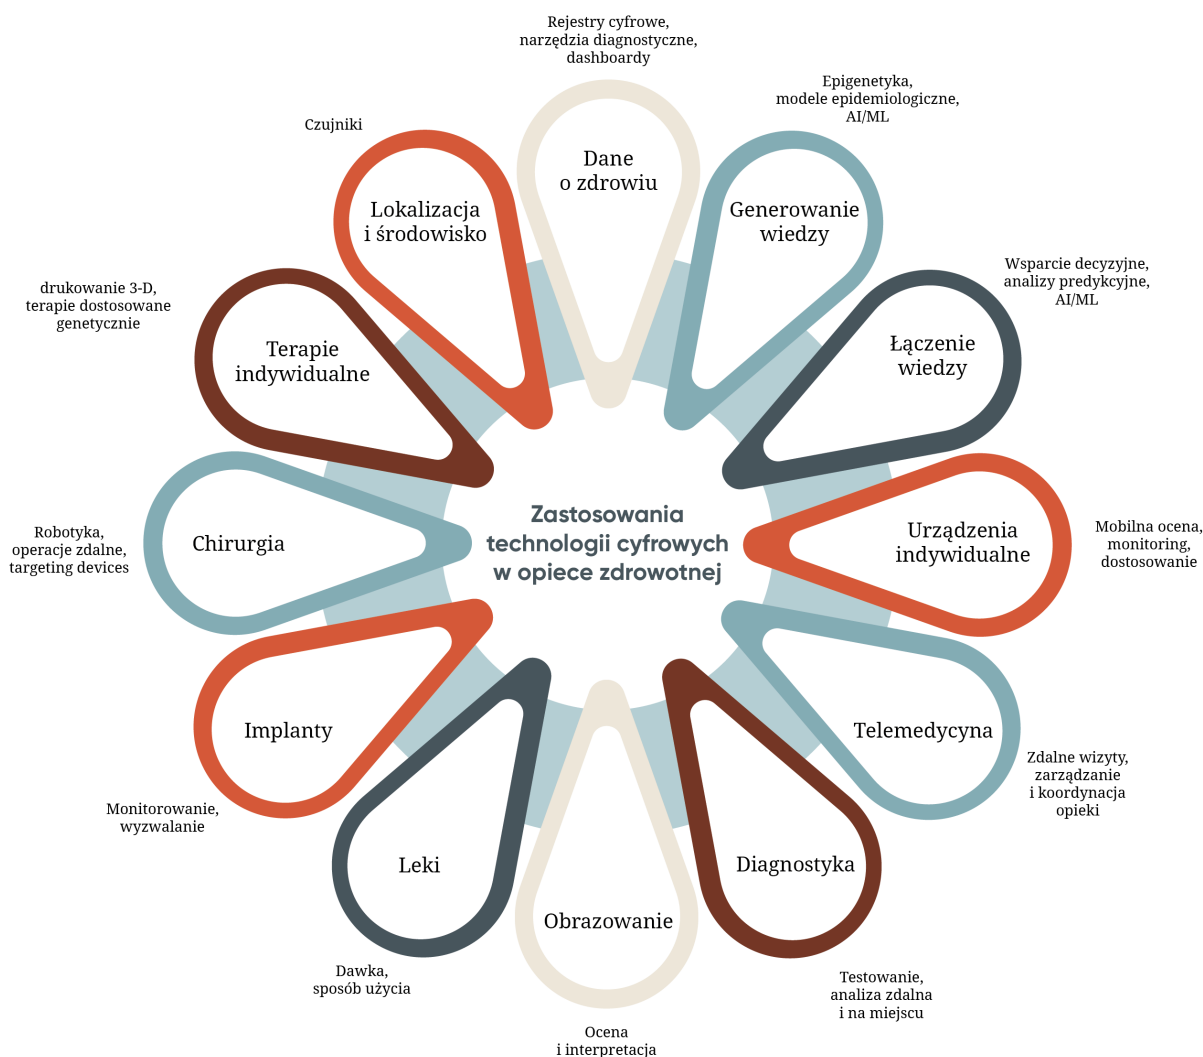 Rejestry cyfrowe,
narzędzia diagnostyczne,
dashboardy
Dane
o zdrowiu
Epigenetyka,
modele epidemiologiczne,
AI/ML
Generowanie
wiedzy
Wsparcie decyzyjne,
analizy predykcyjne,
AI/ML
Łączenie
wiedzy
Mobilna ocena,
monitoring,
dostosowanie
Urządzenia
indywidualne
Zdalne wizyty,
zarządzanie
i koordynacja
opieki
Telemedycyna
Testowanie,
analiza zdalna
i na miejscu
Diagnostyka
Ocena
i interpretacja
Obrazowanie
Dawka,
sposób użycia
Leki
Monitorowanie,
wyzwalanie
Implanty
Robotyka,
operacje zdalne,
targeting devices
Chirurgia
drukowanie 3-D,
terapie dostosowane
genetycznie
Terapie
indywidualne
Czujniki
Lokalizacja
i środowisko
Zastosowania
technologii cyfrowych
w opiece zdrowotnej